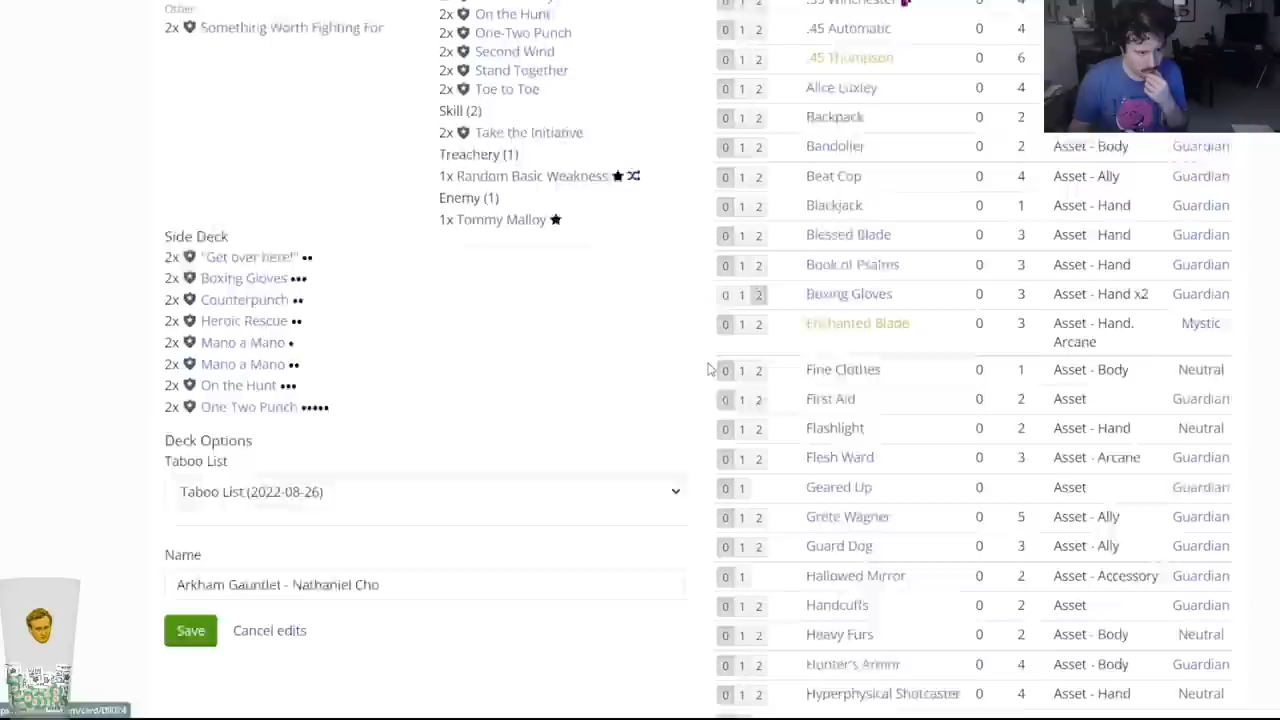 Other
2x Something Worth Fighting For
2x On the Hunt
2x One-Two Punch
2x Second Wind
2x Stand Together
2x Toe to Toe
Skill (2)
2x Take the Initiative
Treachery (1)
1x Random Basic Weakness
Enemy (1)
1x Tommy Malloy
Side Deck
2x "Get over here!" ••
2x Boxing Gloves •••
2x Counterpunch ••
2x Heroic Rescue ••
2x Mano a Mano •
2x Mano a Mano ••
2x On the Hunt •••
2x One Two Punch •••••
Deck Options
Taboo List
Taboo List (2022-08-26)
Name
Arkham Gauntlet - Nathaniel Cho
Save Cancel edits
.35 Winchester
0 1 2 .45 Automatic 0 4
0 1 2 .45 Thompson 0 6
0 1 2 Alice Luxley 0 4
0 1 2 Backpack 0 2
0 1 2 Bandolier 0 2 Asset - Body Guardian
0 1 2 Beat Cop 0 4 Asset - Ally Guardian
0 1 2 Blackjack 0 1 Asset - Hand Guardian
0 1 2 Blessed Blade 0 3 Asset - Hand Guardian
0 1 2 Book of Psalms 0 3 Asset - Hand Guardian
0 1 2 Boxing Gloves 0 3 Asset - Hand x2 Guardian
0 1 2 Enchanted Blade 0 3 Asset - Hand. Mystic
Arcane
0 1 2 Fine Clothes 0 1 Asset - Body Neutral
0 1 2 First Aid 0 2 Asset Guardian
0 1 2 Flashlight 0 2 Asset - Hand Neutral
0 1 2 Flesh Ward 0 3 Asset - Arcane Guardian
0 1 Geared Up 0 Asset Guardian
0 1 2 Grete Wagner 0 5 Asset - Ally Guardian
0 1 2 Guard Dog 0 3 Asset - Ally Guardian
0 1 Hallowed Mirror 0 2 Asset - Accessory Guardian
0 1 2 Handcuffs 0 2 Asset Guardian
0 1 2 Heavy Furs 0 2 Asset - Body Neutral
0 1 2 Hunter's Armor 0 4 Asset - Body Guardian
0 1 2 Hyperphysical Shotcaster 0 4 Asset - Hand Neutral